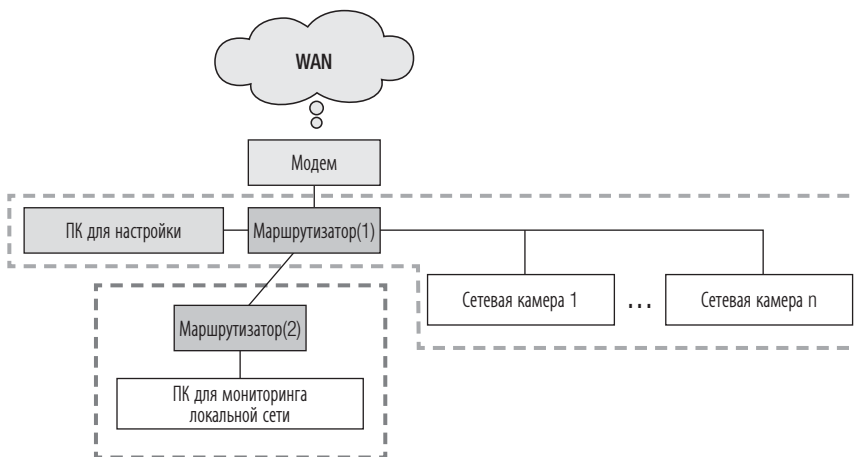 WAN
Модем
ПК для настройки
Маршрутизатор(1)
Сетевая камера 1
...
Сетевая камера n
Маршрутизатор(2)
ПК для мониторинга
локальной сети